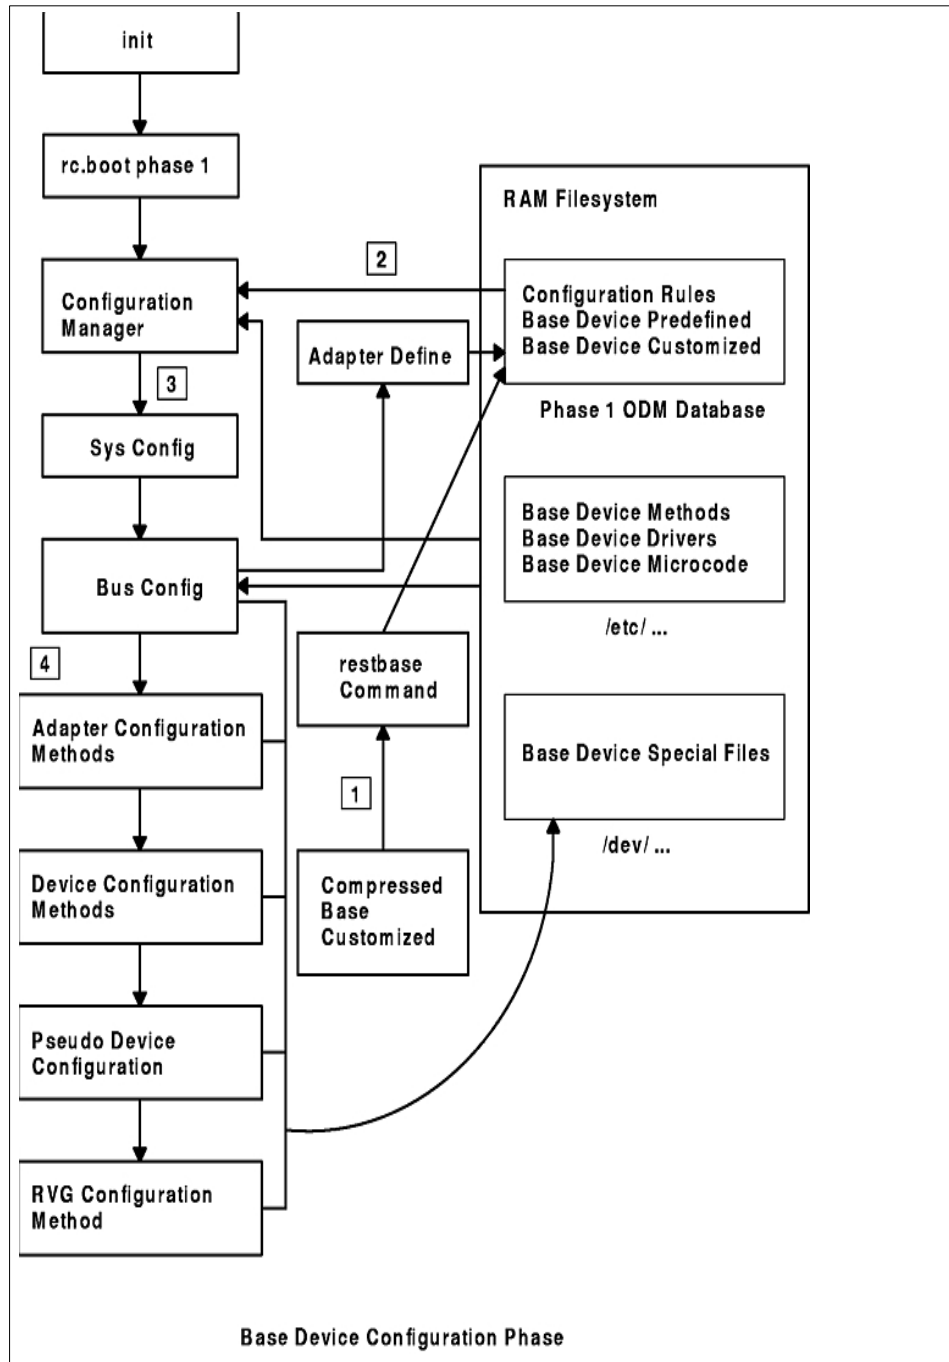 init
rc.boot phase 1
RAM Filesystem
2
Configuration Rules
Base Device Predefined
Base Device Customized
Configuration
Manager
Adapter Define
3
Phase 1 ODM Database
Sys Config
Base Device Methods
Base Device Drivers
Base Device Microcode
Bus Config
/etc/ ...
4
restbase
Command
Adapter Configuration
Methods
Base Device Special Files
1
/dev/ ...
Device Configuration
Methods
Compressed
Base
Customized
Pseudo Device
Configuration
RVG Configuration
Method
Base Device Configuration Phase